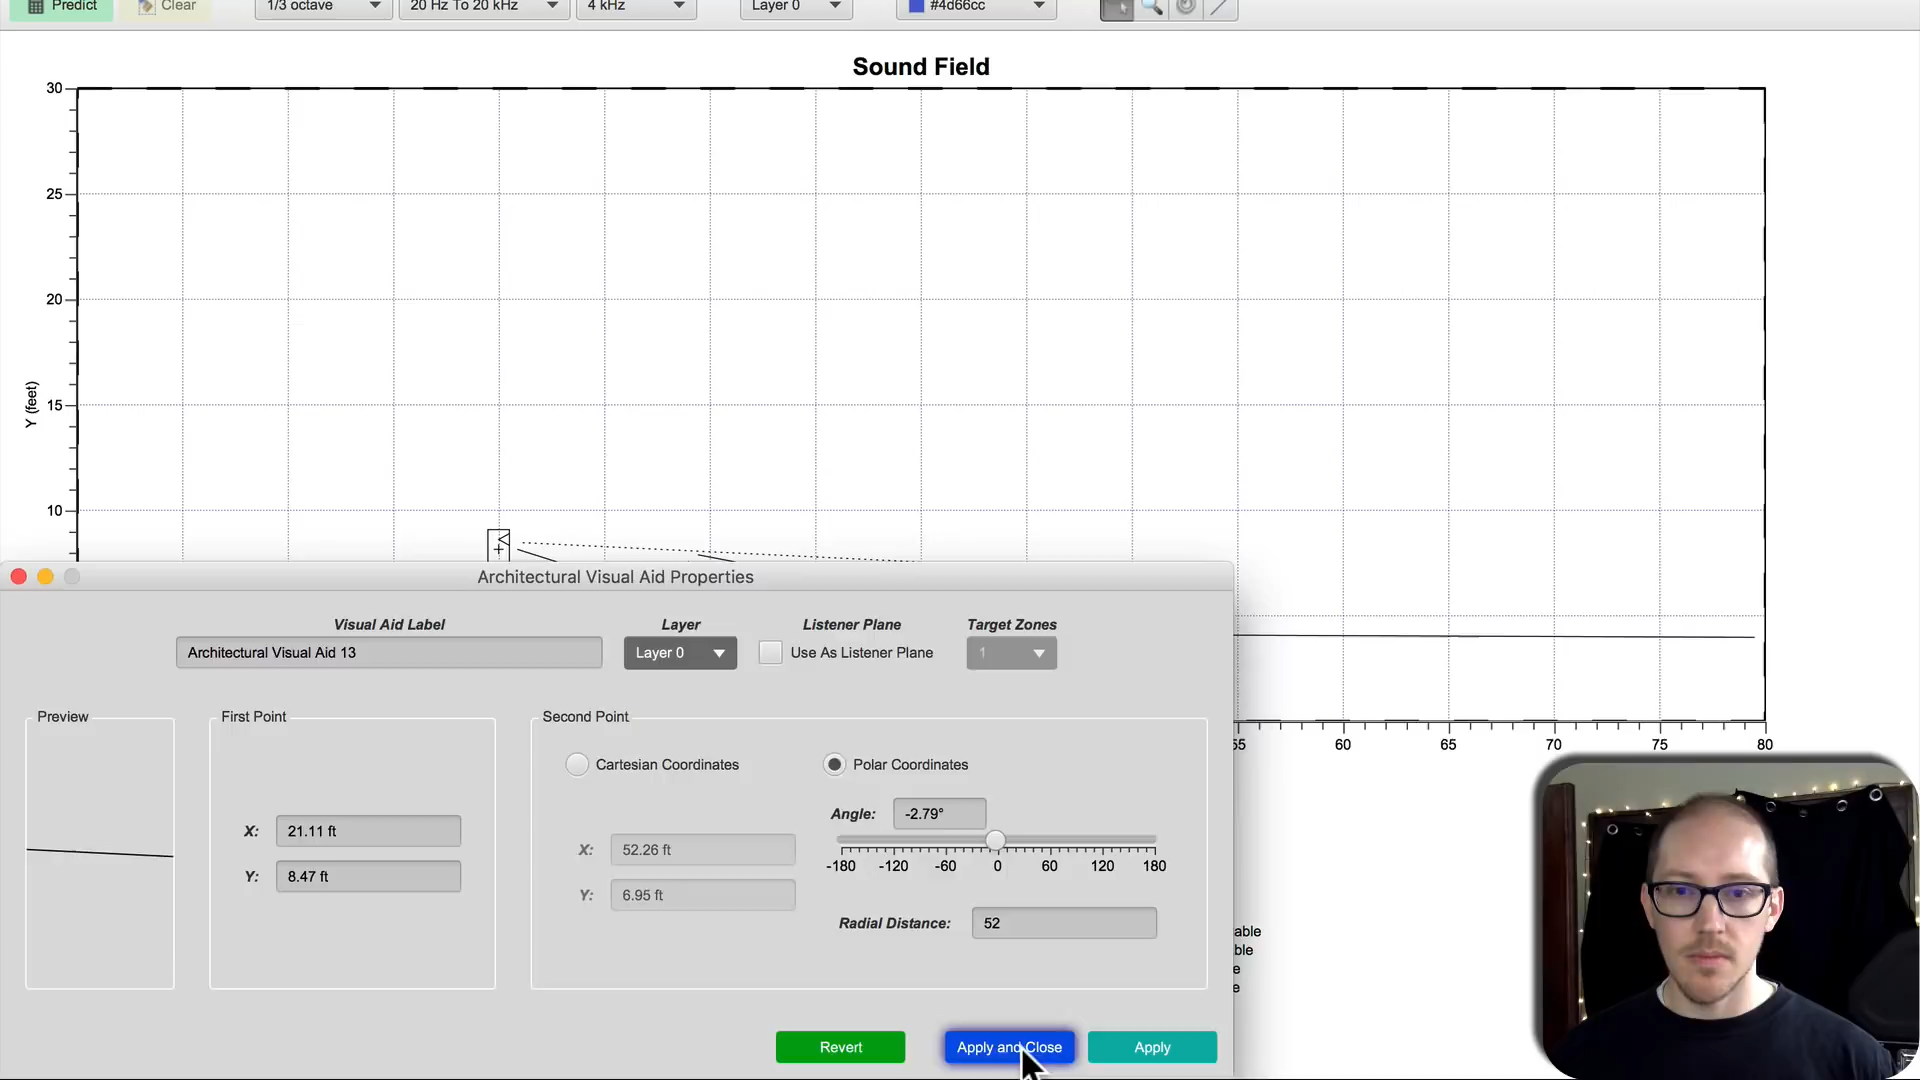 Predict Clear 1/3 octave 20 Hz To 20 kHz 4 kHz Layer 0 #4d66cc
Sound Field
30
25
20
15
10
Y (feet)
Architectural Visual Aid Properties
Visual Aid Label Layer Listener Plane Target Zones
Architectural Visual Aid 13 Layer 0 Use As Listener Plane 1
Preview First Point Second Point
Cartesian Coordinates Polar Coordinates
Angle: -2.79°
X: 21.11 ft X: 52.26 ft
-180 -120 -60 0 60 120 180
Y: 8.47 ft Y: 6.95 ft
Radial Distance: 52
Revert Apply and Close Apply
55 60 65 70 75 80
able
ble
e
e